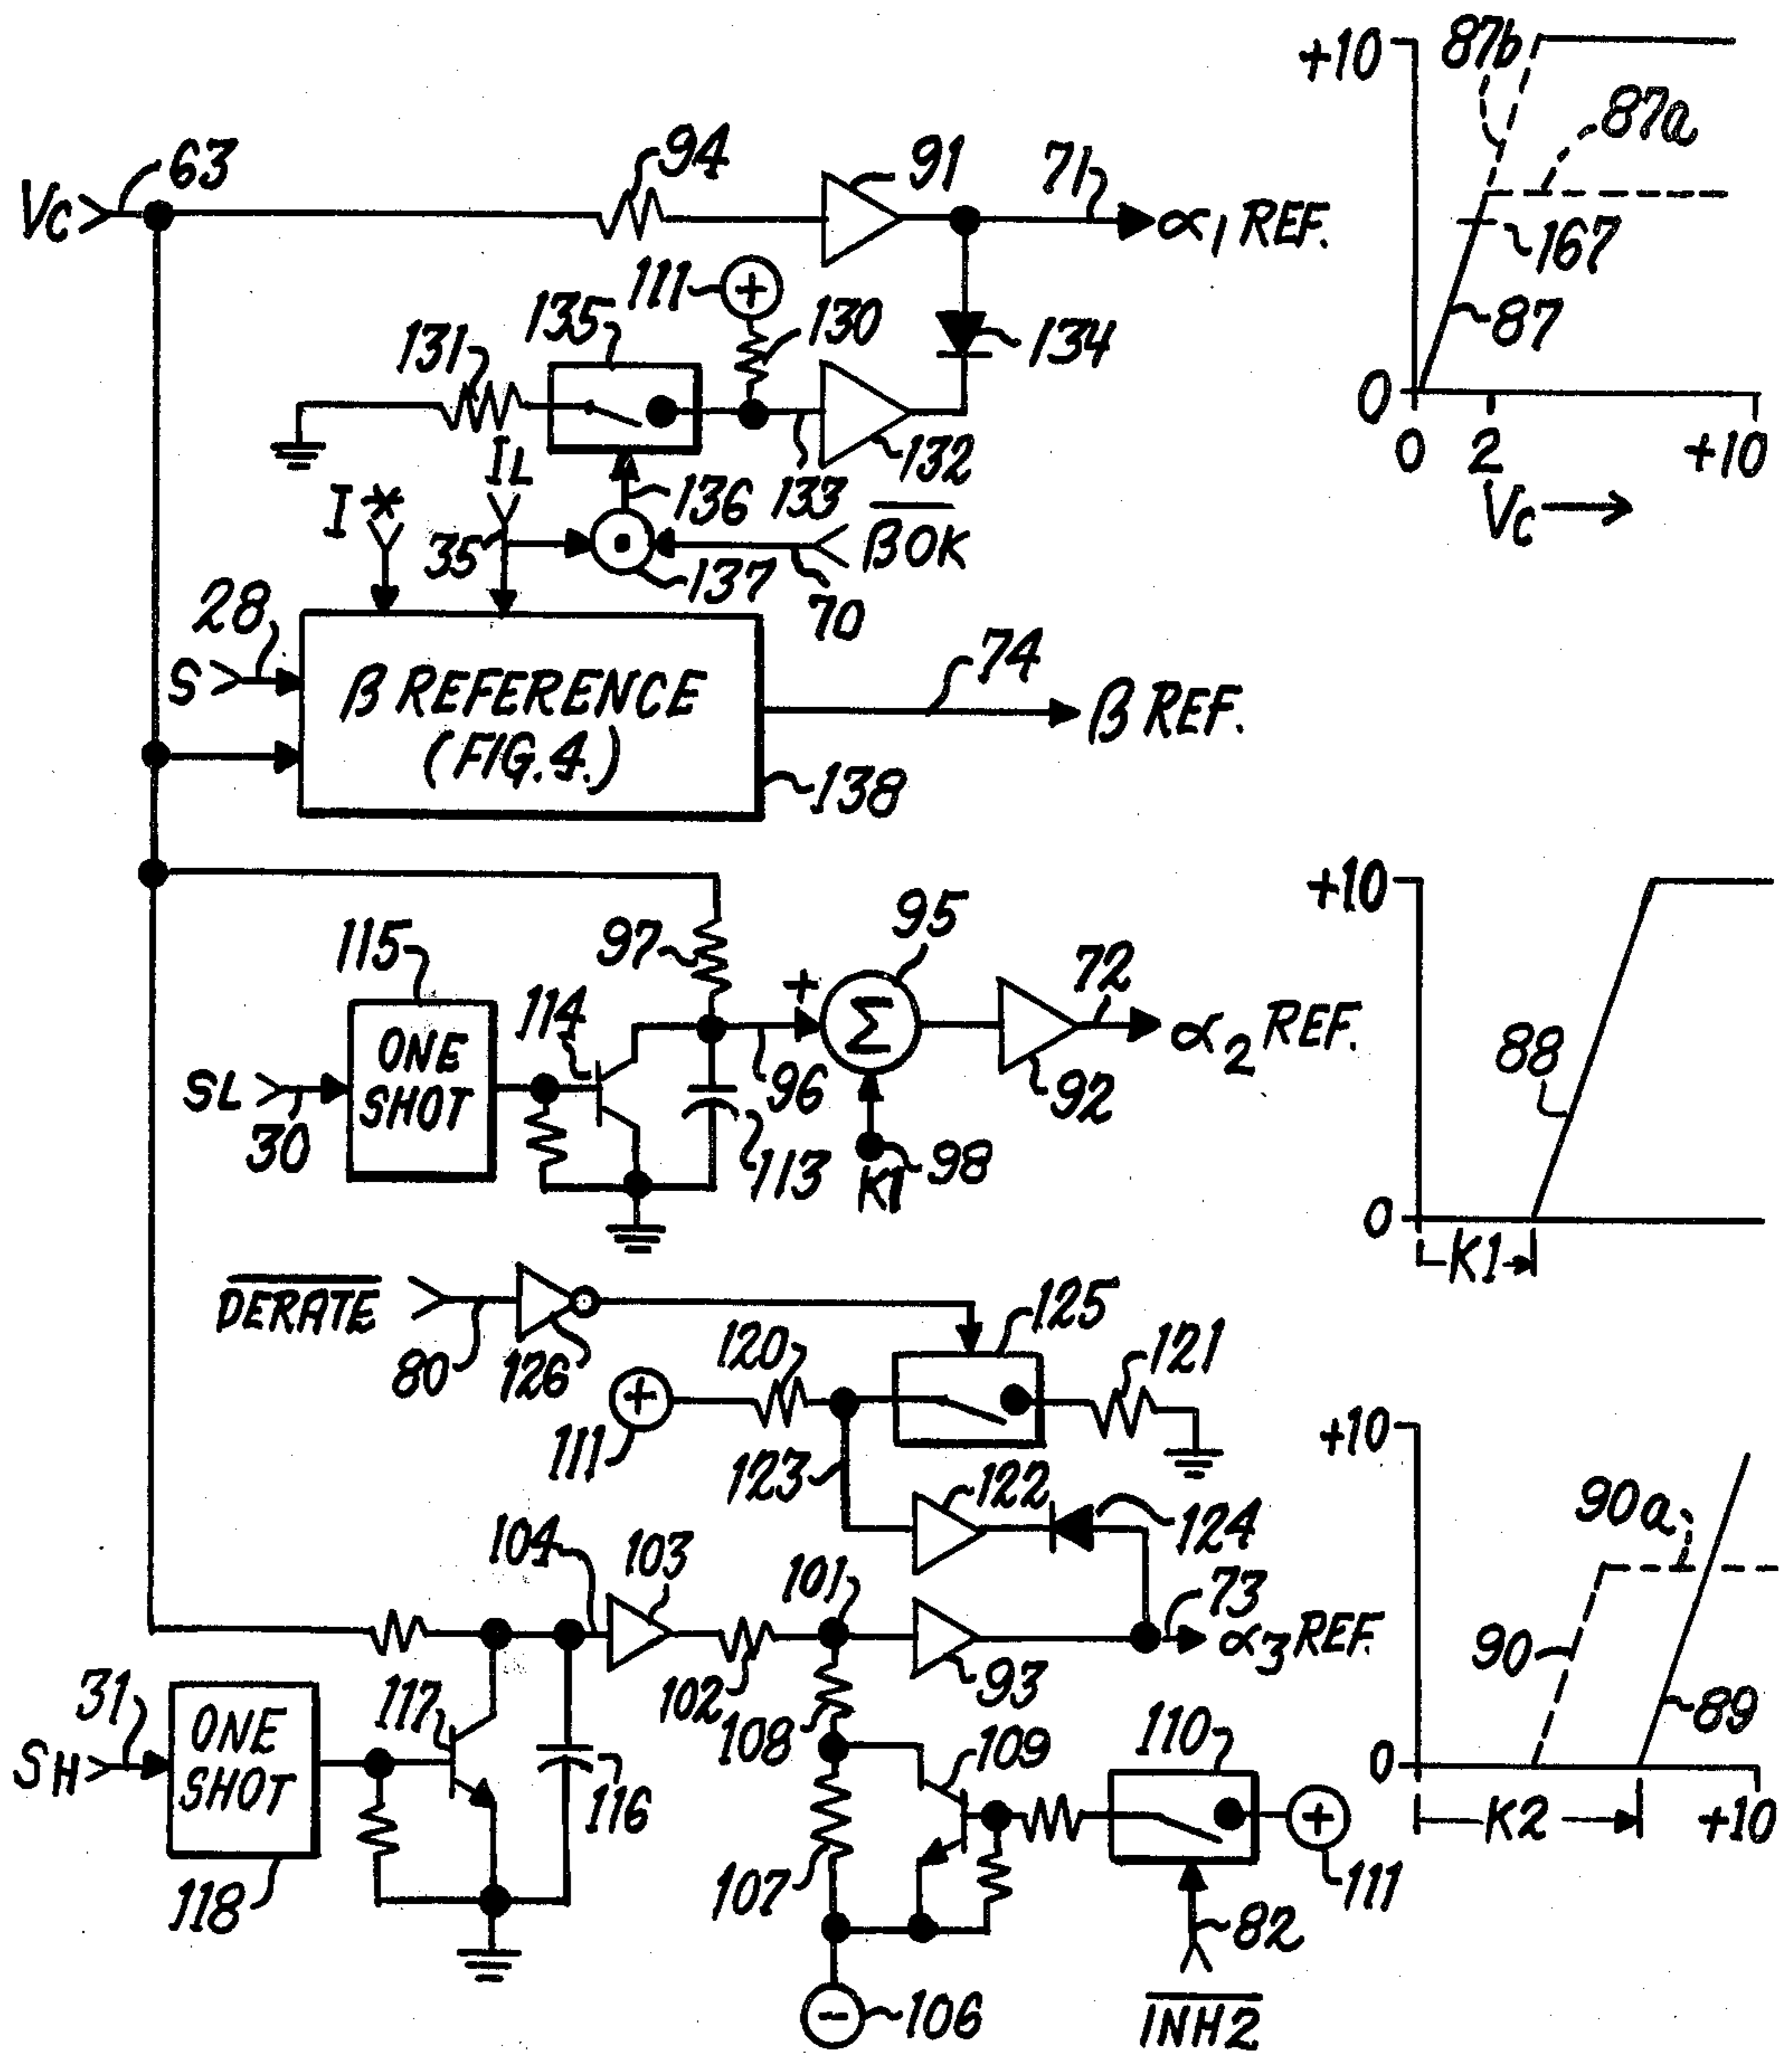 +10
87b
87a
63
94
91
71
Vc
α1 REF.
167
111
+
135
130
134
131
87
0
132
0
2
+10
IL
136
133
Vc
I*
35
β̅O̅K̅
137
70
28
S
β REFERENCE
(FIG.4.)
74
β REF.
138
+10
95
115
97
+
72
114
ONE
SHOT
Σ
α2 REF.
88
SL
30
96
92
113
K1
98
0
K1
D̅E̅R̅A̅T̅E̅
125
80
126
120
121
+
111
+10
123
122
90a
124
104
103
101
73
α3 REF.
31
102
93
90
ONE
SHOT
117
108
110
89
SH
109
0
116
+
K2
+10
107
111
118
82
−
106
I̅N̅H̅2̅